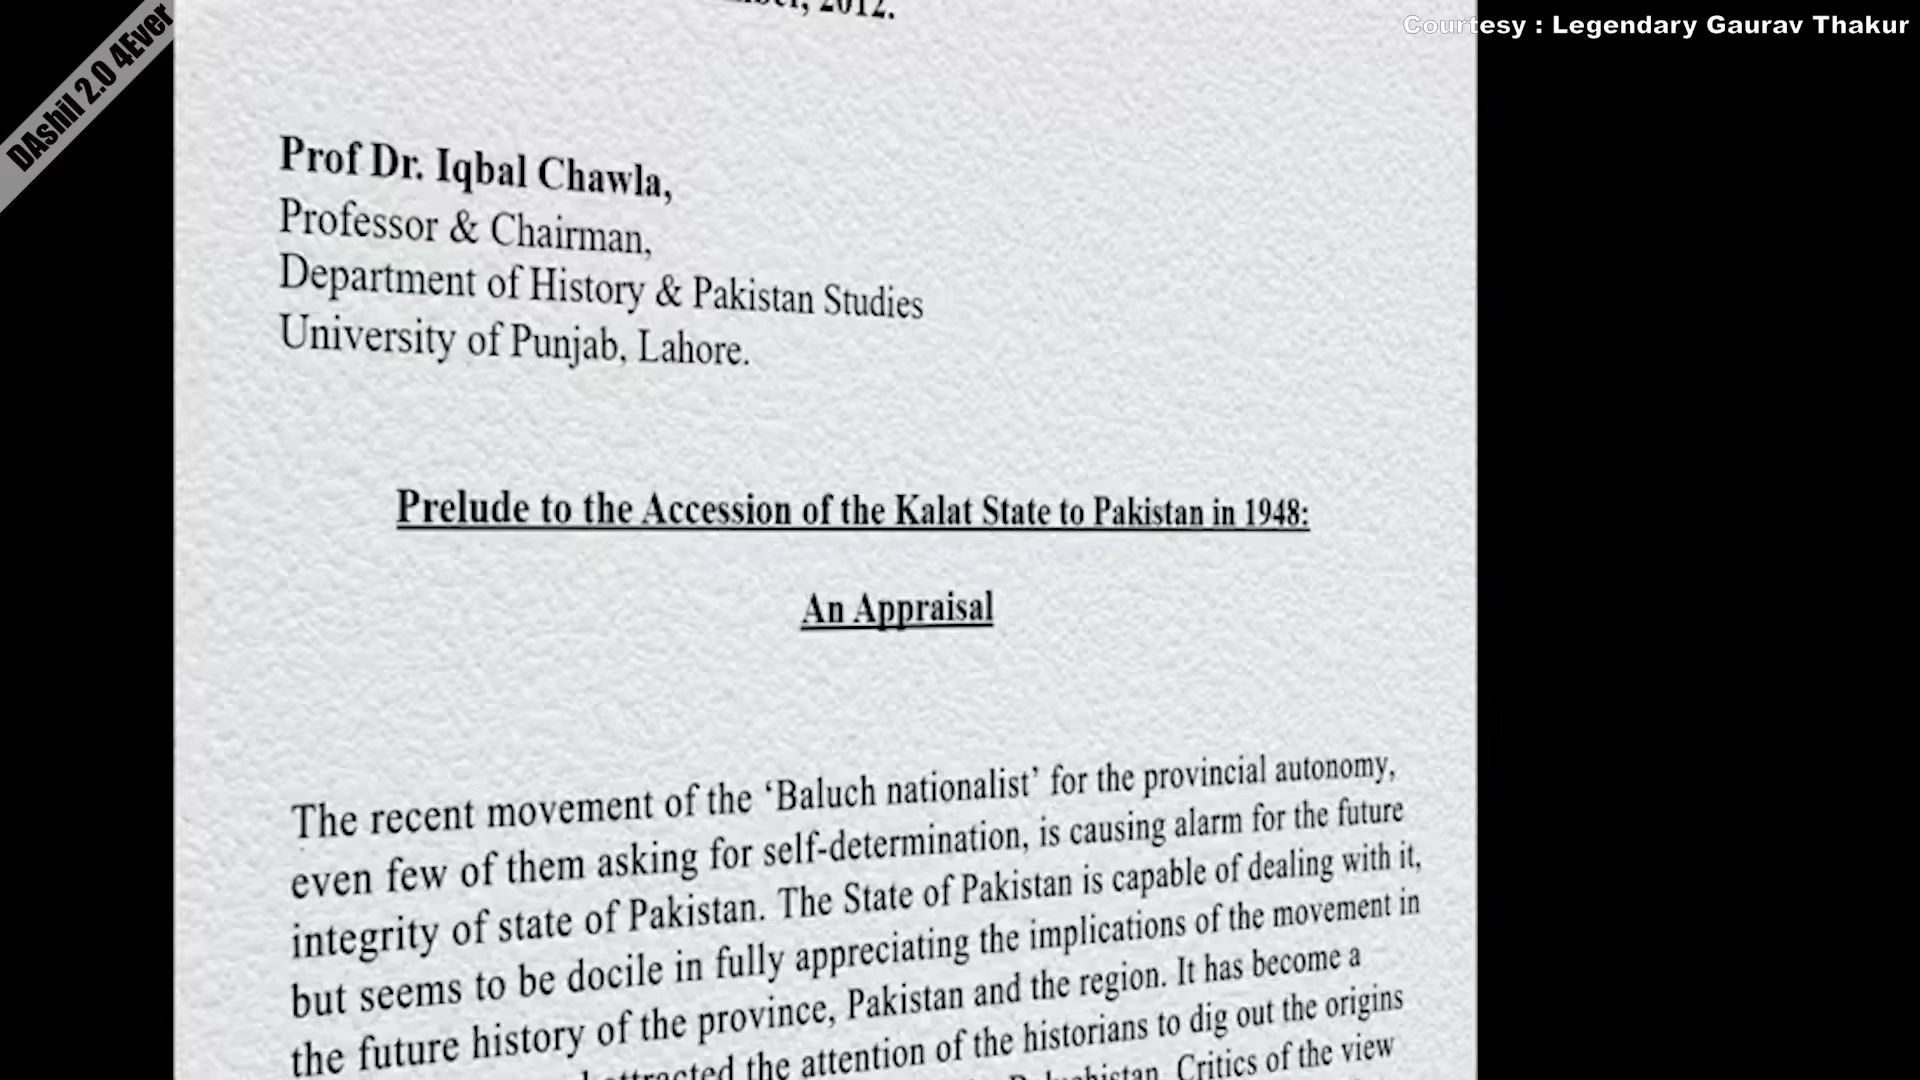 2012.
Courtesy : Legendary Gaurav Thakur
DAshil 2.0 4Ever
Prof Dr. Iqbal Chawla,
Professor & Chairman,
Department of History & Pakistan Studies
University of Punjab, Lahore.
Prelude to the Accession of the Kalat State to Pakistan in 1948:
An Appraisal
The recent movement of the ‘Baluch nationalist’ for the provincial autonomy,
even few of them asking for self-determination, is causing alarm for the future
integrity of state of Pakistan. The State of Pakistan is capable of dealing with it,
but seems to be docile in fully appreciating the implications of the movement in
the future history of the province, Pakistan and the region. It has become a
the attention of the historians to dig out the origins
Critics of the view